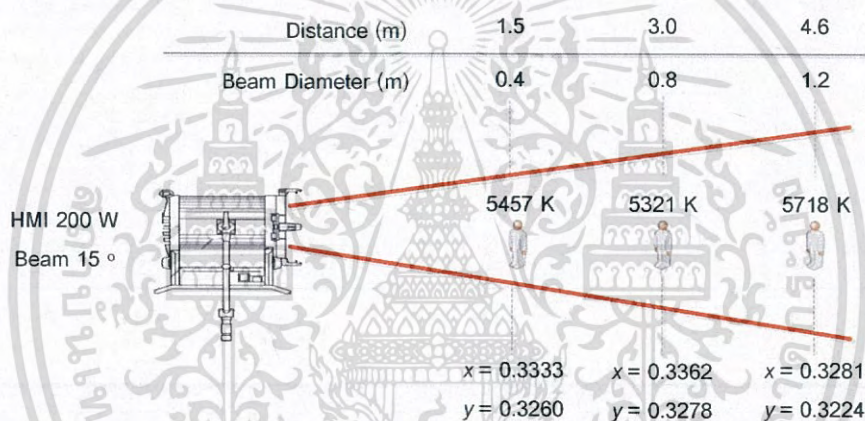 Distance (m) 1.5 3.0 4.6
Beam Diameter (m) 0.4 0.8 1.2
HMI 200 W
Beam 15 °
5457 K 5321 K 5718 K
x = 0.3333 x = 0.3362 x = 0.3281
y = 0.3260 y = 0.3278 y = 0.3224